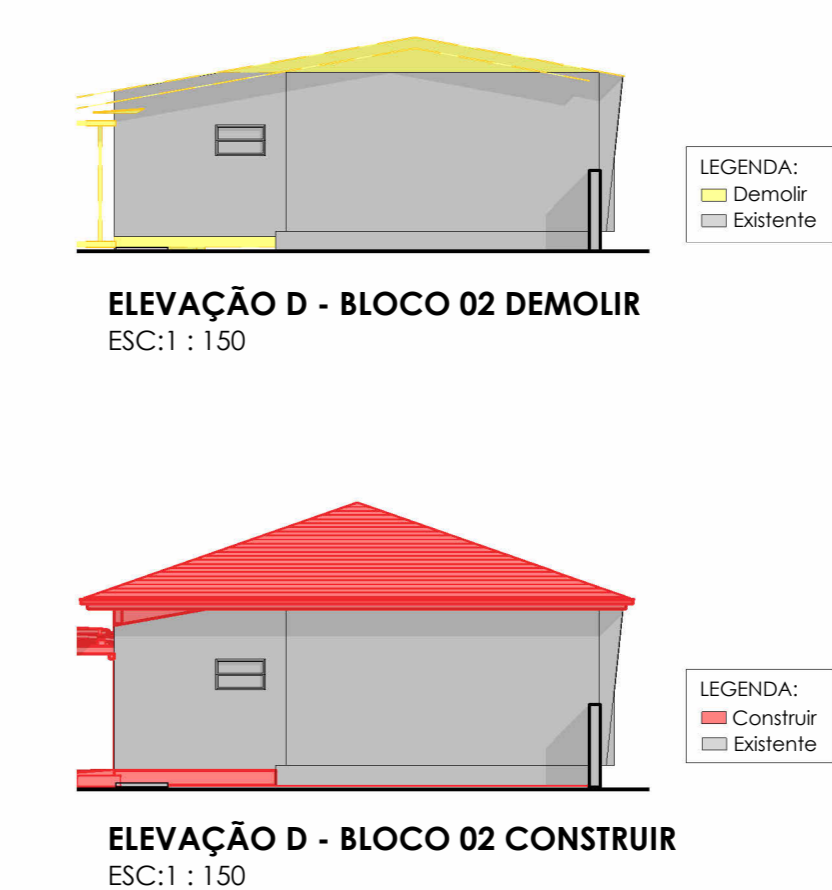 LEGENDA:
Demolir
Existente
ELEVAÇÃO D - BLOCO 02 DEMOLIR
ESC:1 : 150
LEGENDA:
Construir
Existente
ELEVAÇÃO D - BLOCO 02 CONSTRUIR
ESC:1 : 150